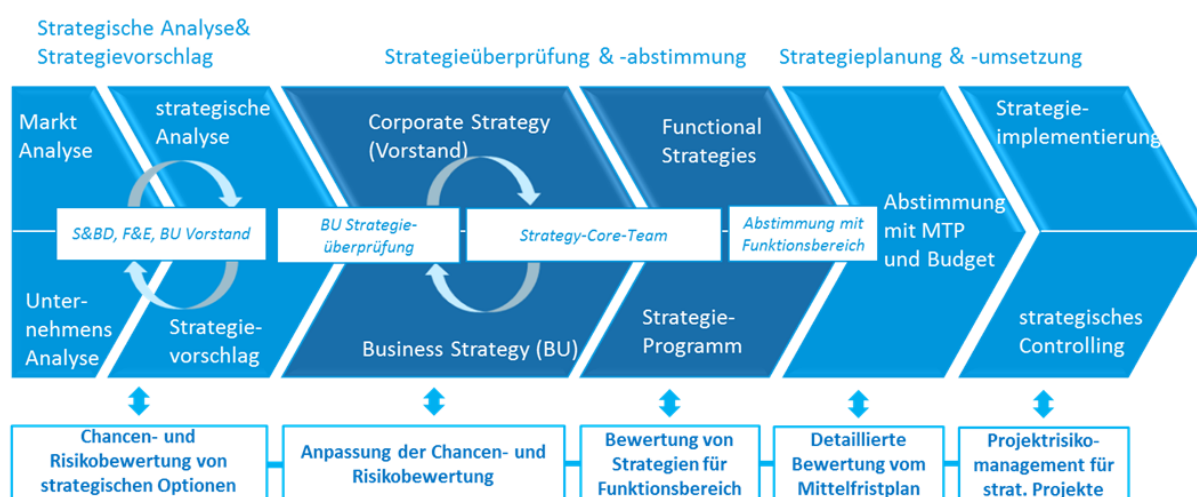 Strategische Analyse&
Strategievorschlag
Strategieüberprüfung & -abstimmung
Strategieplanung & -umsetzung
Markt
Analyse
strategische
Analyse
Corporate Strategy
(Vorstand)
Functional
Strategies
Strategie-
implementierung
S&BD, F&E, BU Vorstand
BU Strategie-
überprüfung
Strategy-Core-Team
Abstimmung mit
Funktionsbereich
Abstimmung
mit MTP
und Budget
Unter-
nehmens
Analyse
Strategie-
vorschlag
Business Strategy (BU)
Strategie-
Programm
strategisches
Controlling
Chancen- und
Risikobewertung von
strategischen Optionen
Anpassung der Chancen- und
Risikobewertung
Bewertung von
Strategien für
Funktionsbereich
Detaillierte
Bewertung vom
Mittelfristplan
Projektrisiko-
management für
strat. Projekte